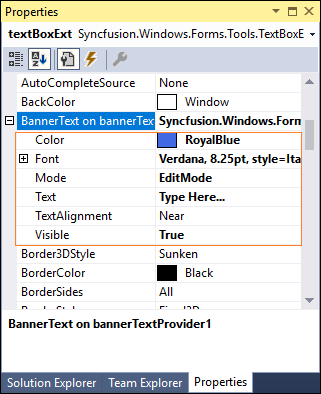 Properties
textBoxExt Syncfusion.Windows.Forms.Tools.TextBoxE
AutoCompleteSource None
BackColor Window
BannerText on bannerTex Syncfusion.Windows.Form
Color RoyalBlue
Font Verdana, 8.25pt, style=Ita
Mode EditMode
Text Type Here...
TextAlignment Near
Visible True
Border3DStyle Sunken
BorderColor Black
BorderSides All
BannerText on bannerTextProvider1
Solution Explorer Team Explorer Properties